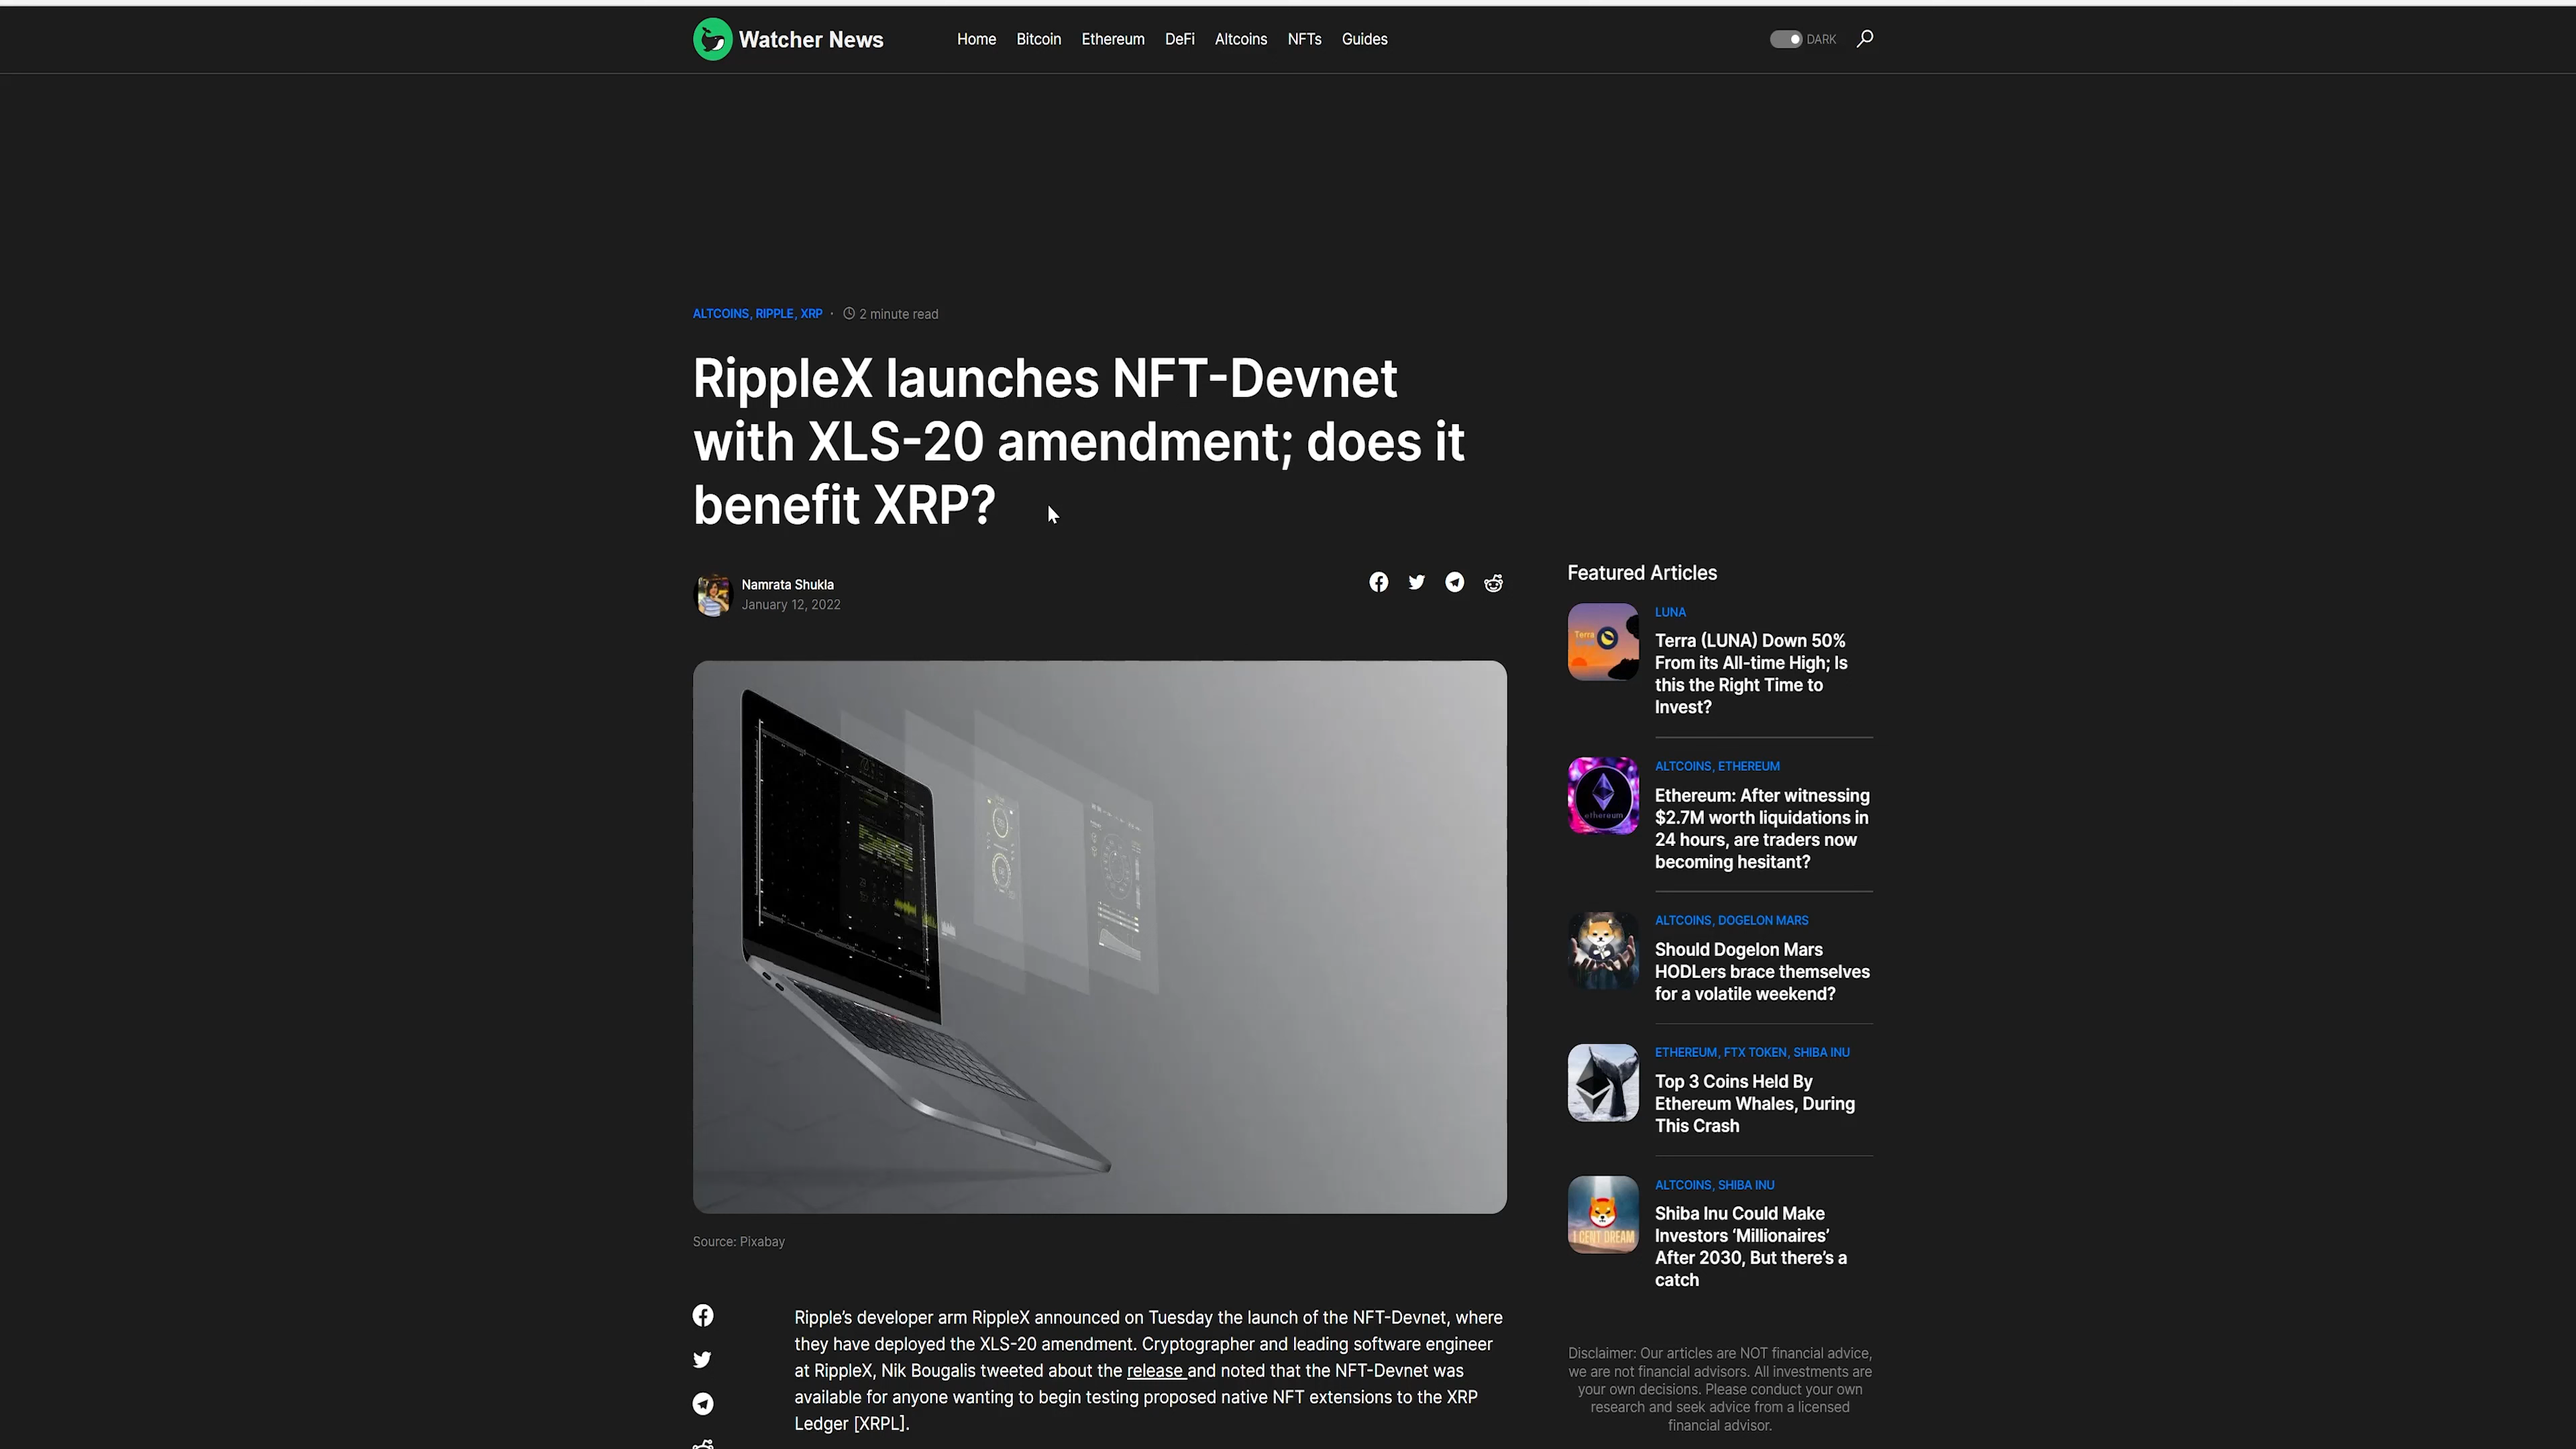 Watcher News
Home Bitcoin Ethereum DeFi Altcoins NFTs Guides
DARK
ALTCOINS, RIPPLE, XRP · 2 minute read
RippleX launches NFT-Devnet
with XLS-20 amendment; does it
benefit XRP?
Namrata Shukla
January 12, 2022
Source: Pixabay
Ripple’s developer arm RippleX announced on Tuesday the launch of the NFT-Devnet, where
they have deployed the XLS-20 amendment. Cryptographer and leading software engineer
at RippleX, Nik Bougalis tweeted about the release and noted that the NFT-Devnet was
available for anyone wanting to begin testing proposed native NFT extensions to the XRP
Ledger [XRPL].
Featured Articles
Terra
LUNA
Terra (LUNA) Down 50%
From its All-time High; Is
this the Right Time to
Invest?
ethereum
ALTCOINS, ETHEREUM
Ethereum: After witnessing
$2.7M worth liquidations in
24 hours, are traders now
becoming hesitant?
ALTCOINS, DOGELON MARS
Should Dogelon Mars
HODLers brace themselves
for a volatile weekend?
ETHEREUM, FTX TOKEN, SHIBA INU
Top 3 Coins Held By
Ethereum Whales, During
This Crash
1 CENT DREAM
ALTCOINS, SHIBA INU
Shiba Inu Could Make
Investors ‘Millionaires’
After 2030, But there’s a
catch
Disclaimer: Our articles are NOT financial advice,
we are not financial advisors. All investments are
your own decisions. Please conduct your own
research and seek advice from a licensed
financial advisor.